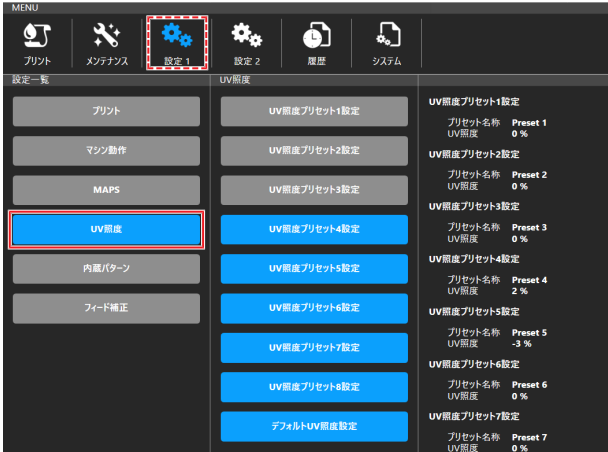 MENU
プリント メンテナンス 設定 1 設定 2 履歴 システム
設定一覧
プリント
マシン動作
MAPS
UV照度
内蔵パターン
フィード補正
UV照度
UV照度プリセット1設定
UV照度プリセット2設定
UV照度プリセット3設定
UV照度プリセット4設定
UV照度プリセット5設定
UV照度プリセット6設定
UV照度プリセット7設定
UV照度プリセット8設定
デフォルトUV照度設定
UV照度プリセット1設定
プリセット名称 Preset 1
UV照度 0 %
UV照度プリセット2設定
プリセット名称 Preset 2
UV照度 0 %
UV照度プリセット3設定
プリセット名称 Preset 3
UV照度 0 %
UV照度プリセット4設定
プリセット名称 Preset 4
UV照度 2 %
UV照度プリセット5設定
プリセット名称 Preset 5
UV照度 -3 %
UV照度プリセット6設定
プリセット名称 Preset 6
UV照度 0 %
UV照度プリセット7設定
プリセット名称 Preset 7
UV照度 0 %